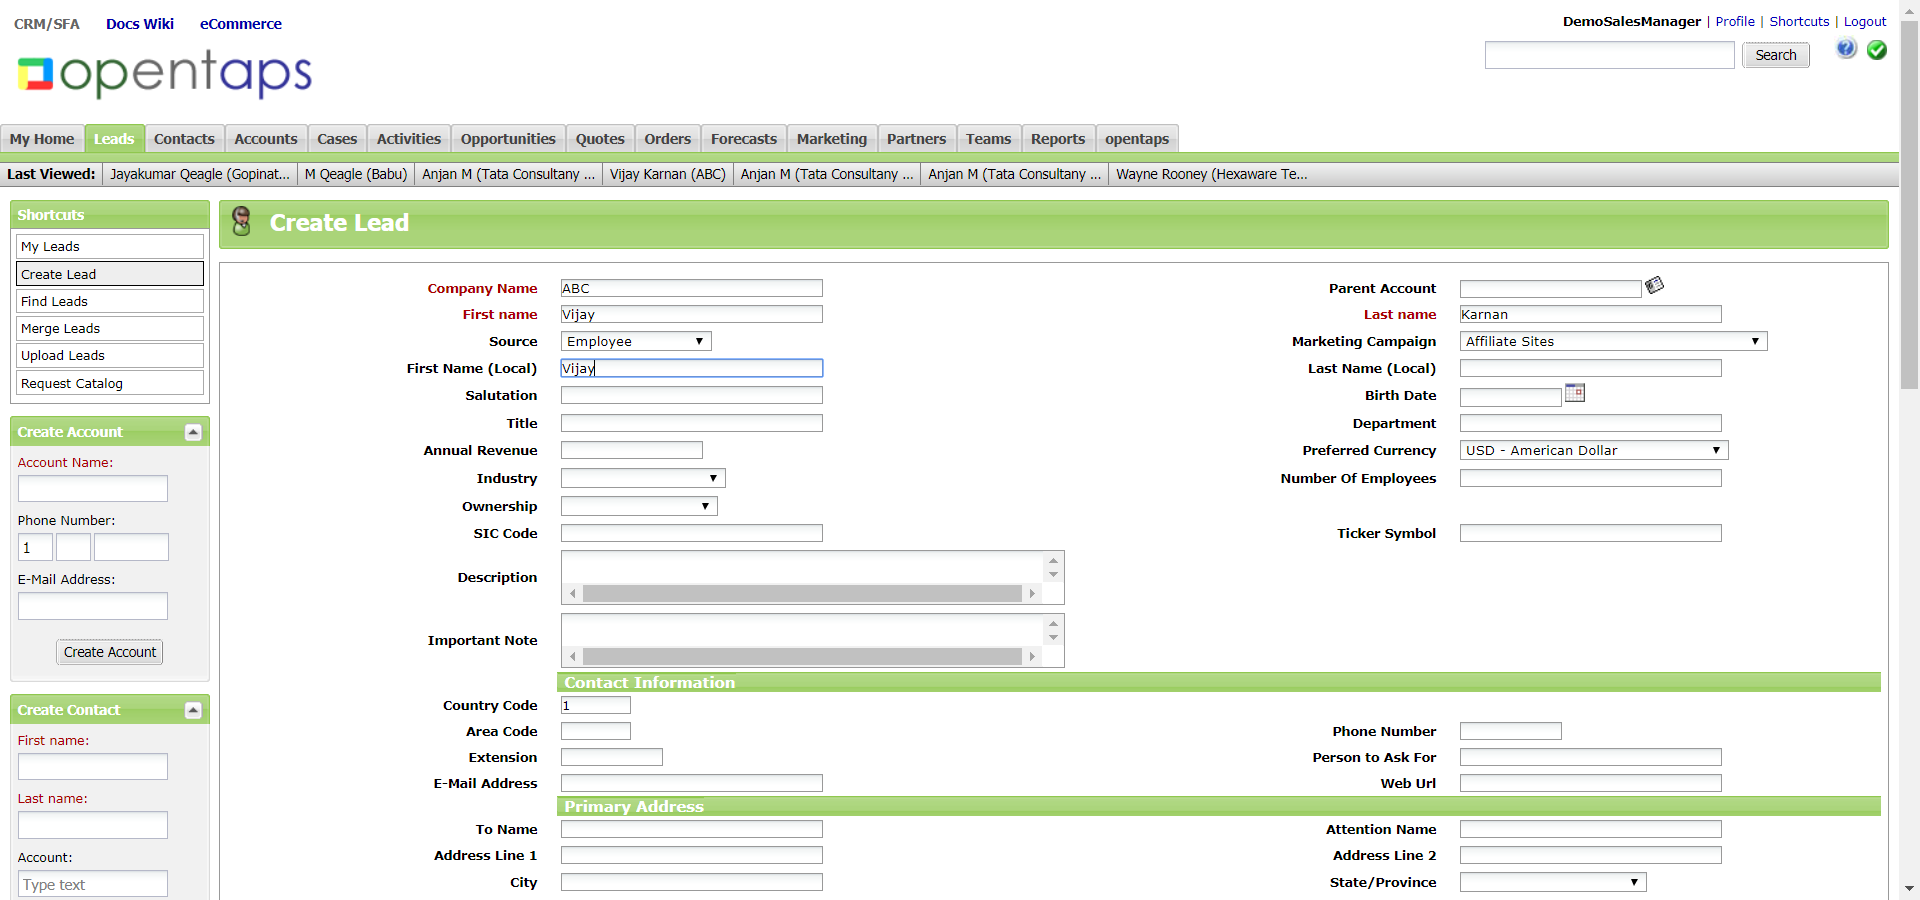 CRM/SFA Docs Wiki eCommerce
DemoSalesManager | Profile | Shortcuts | Logout
opentaps
Search
My Home Leads Contacts Accounts Cases Activities Opportunities Quotes Orders Forecasts Marketing Partners Teams Reports opentaps
Last Viewed: Jayakumar Qeagle (Gopinat... M Qeagle (Babu) Anjan M (Tata Consultany ... Vijay Karnan (ABC) Anjan M (Tata Consultany ... Anjan M (Tata Consultany ... Wayne Rooney (Hexaware Te...
Shortcuts
My Leads
Create Lead
Find Leads
Merge Leads
Upload Leads
Request Catalog
Create Account
Account Name:
Phone Number:
1
E-Mail Address:
Create Account
Create Contact
First name:
Last name:
Account:
Type text
Create Lead
Company Name ABC Parent Account
First name Vijay Last name Karnan
Source Employee Marketing Campaign Affiliate Sites
First Name (Local) Vijay Last Name (Local)
Salutation Birth Date
Title Department
Annual Revenue Preferred Currency USD - American Dollar
Industry Number Of Employees
Ownership
SIC Code Ticker Symbol
Description
Important Note
Contact Information
Country Code 1
Area Code Phone Number
Extension Person to Ask For
E-Mail Address Web Url
Primary Address
To Name Attention Name
Address Line 1 Address Line 2
City State/Province